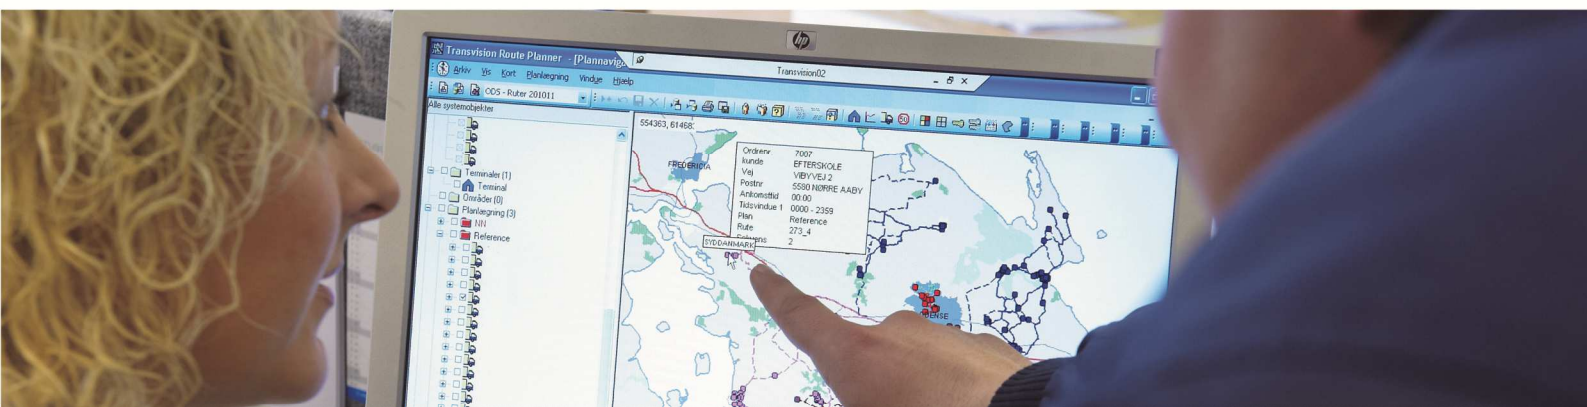 hp
Transvision Route Planner - [Plannavig
Transvision02
Arkiv Vis Kort Planlægning Vindue Hjælp
ODS - Ruter 201011
Alle systemobjekter
Terminaler (1)
Terminal
Områder (0)
Planlægning (3)
NN
Reference
554363, 61468
FREDERICIA
Ordrenr 7007
kunde EFTERSKOLE
Vej VIBYVEJ 2
Postnr 5580 NØRRE AABY
Ankomsttid 00:00
Tidsvindue 1 0000 - 2359
Plan Reference
Rute 273_4
2
SYDDANMARK
DENSE